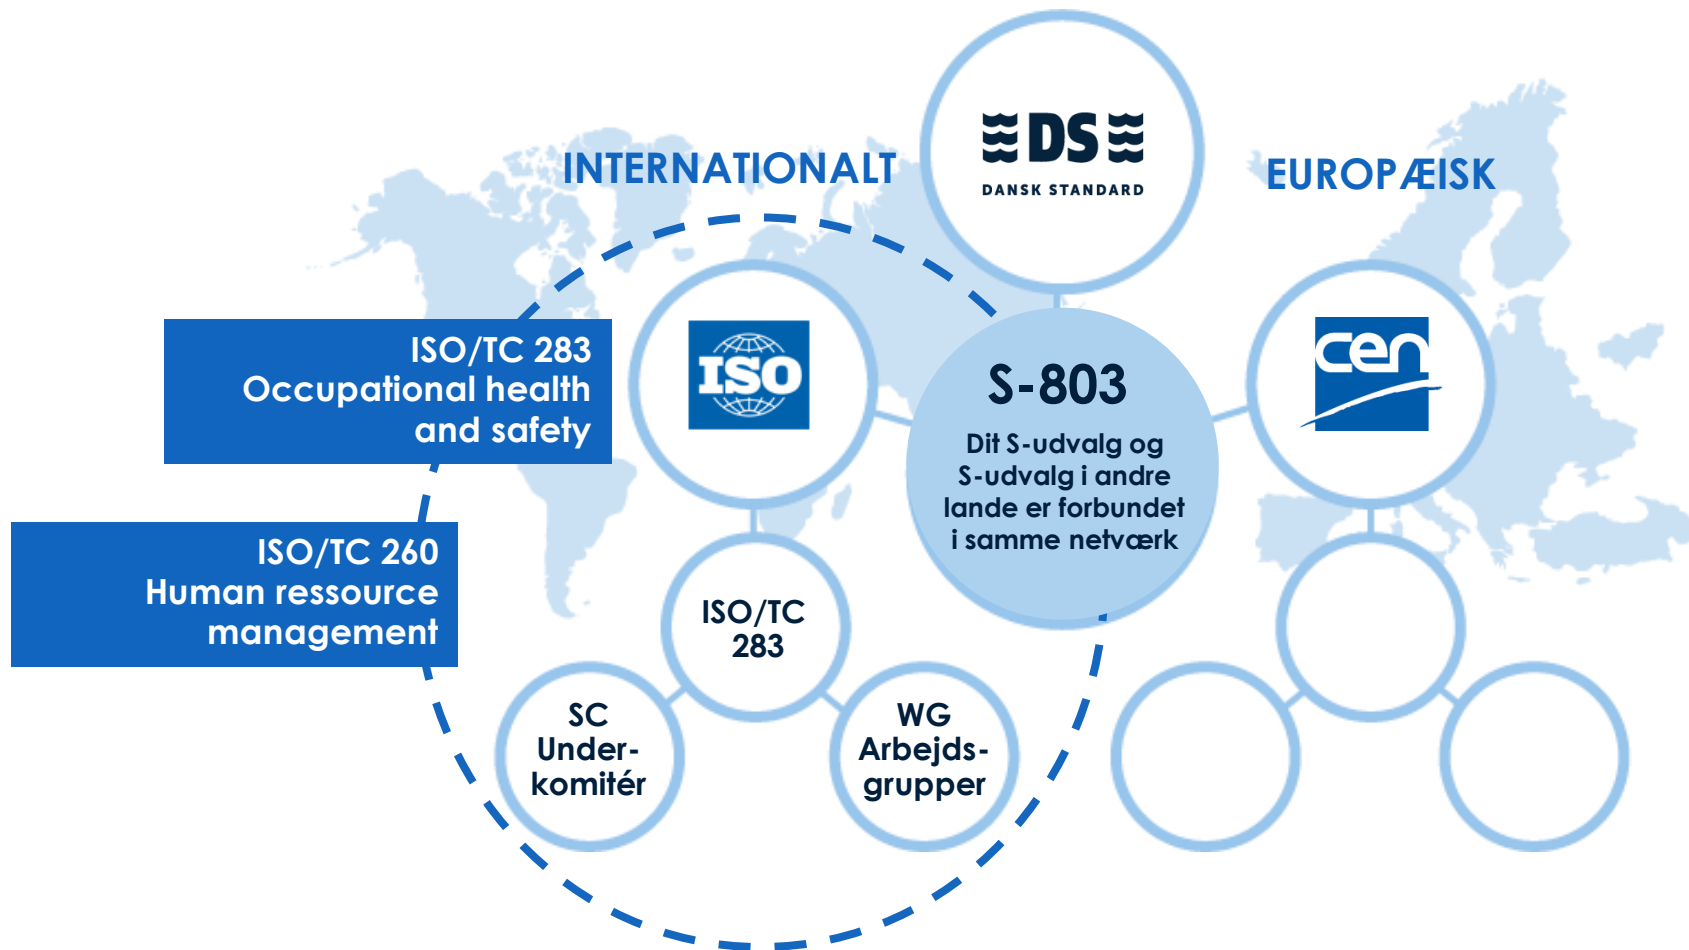 DS
DANSK STANDARD
INTERNATIONALT
EUROPÆISK
ISO/TC 283
Occupational health
and safety
ISO
S-803
Dit S-udvalg og
S-udvalg i andre
lande er forbundet
i samme netværk
cen
ISO/TC 260
Human ressource
management
ISO/TC
283
SC
Under-
komitér
WG
Arbejds-
grupper